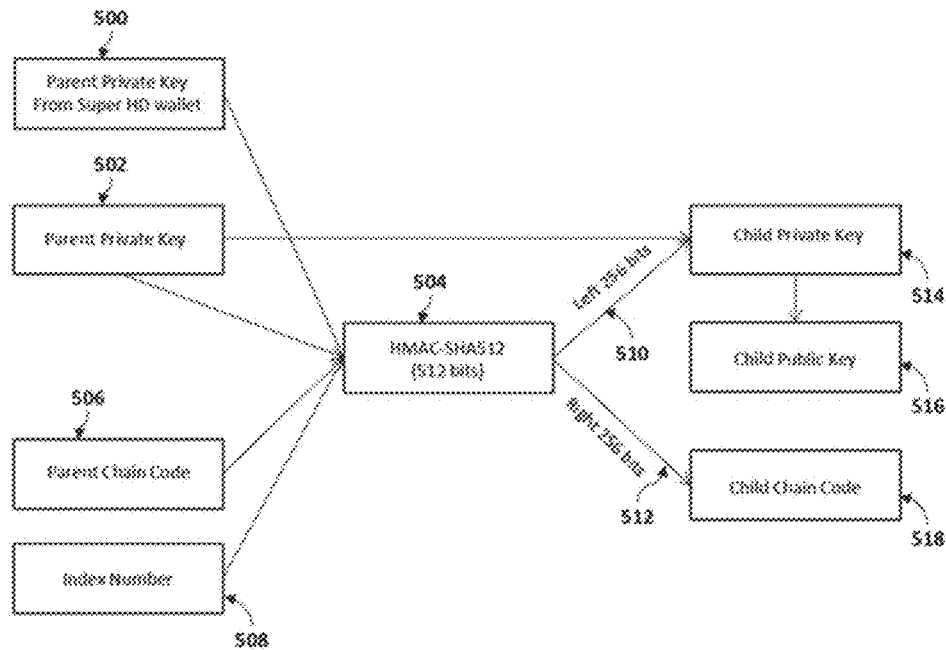 500
Parent Private Key
From Super HD wallet
502
Parent Private Key
504
HMAC-SHA512
(512 bits)
506
Parent Chain Code
Index Number
508
Left 256 bits
510
Right 256 bits
512
Child Private Key
514
Child Public Key
516
Child Chain Code
518